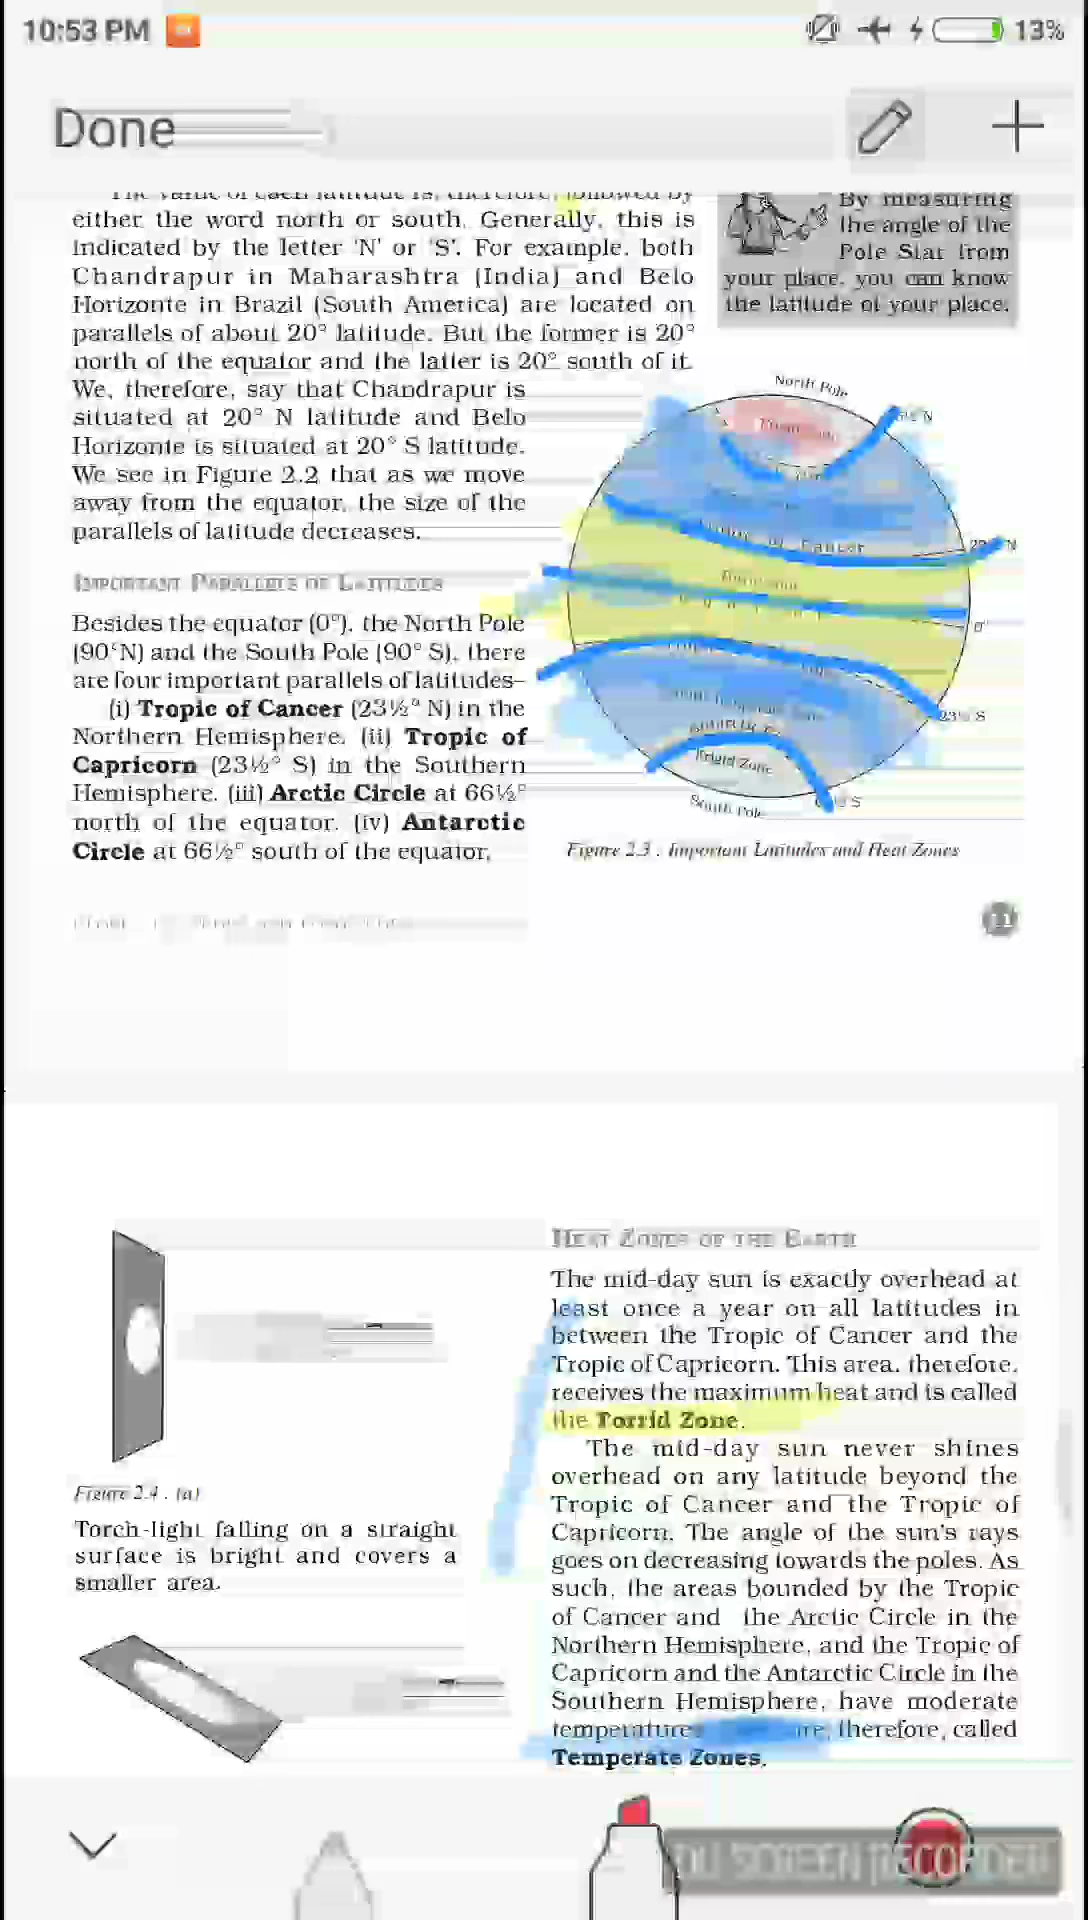 10:53 PM
13%
Done
either the word north or south. Generally, this is
indicated by the letter 'N' or 'S'. For example, both
Chandrapur in Maharashtra (India) and Belo
Horizonte in Brazil (South America) are located on
parallels of about 20° latitude. But the former is 20°
north of the equator and the latter is 20° south of it.
We, therefore, say that Chandrapur is
situated at 20° N latitude and Belo
Horizonte is situated at 20° S latitude.
We see in Figure 2.2 that as we move
away from the equator, the size of the
parallels of latitude decreases.
By measuring
the angle of the
Pole Star from
your place, you can know
the latitude of your place.
IMPORTANT PARALLELS OF LATITUDES
Besides the equator (0°), the North Pole
(90°N) and the South Pole (90° S), there
are four important parallels of latitudes–
(i) Tropic of Cancer (23½° N) in the
Northern Hemisphere. (ii) Tropic of
Capricorn (23½° S) in the Southern
Hemisphere. (iii) Arctic Circle at 66½°
north of the equator. (iv) Antarctic
Circle at 66½° south of the equator.
North Pole
Cancer
0°
23½ S
Frigid Zone
South Pole
Figure 2.3 : Important Latitudes and Heat Zones
11
HEAT ZONES OF THE EARTH
The mid-day sun is exactly overhead at
least once a year on all latitudes in
between the Tropic of Cancer and the
Tropic of Capricorn. This area, therefore,
receives the maximum heat and is called
the Torrid Zone.
The mid-day sun never shines
overhead on any latitude beyond the
Tropic of Cancer and the Tropic of
Capricorn. The angle of the sun's rays
goes on decreasing towards the poles. As
such, the areas bounded by the Tropic
of Cancer and the Arctic Circle in the
Northern Hemisphere, and the Tropic of
Capricorn and the Antarctic Circle in the
Southern Hemisphere, have moderate
temperatures therefore, called
Temperate Zones.
Figure 2.4 : (a)
Torch-light falling on a straight
surface is bright and covers a
smaller area.
DU SCREEN RECORDER